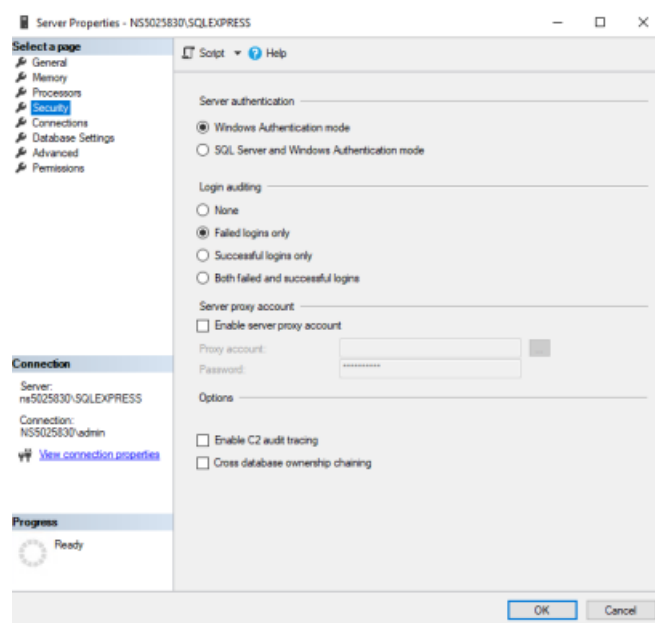 Server Properties - NS5025830\SQLEXPRESS
Select a page
General
Memory
Processors
Security
Connections
Database Settings
Advanced
Permissions
Script
Help
Server authentication
Windows Authentication mode
SQL Server and Windows Authentication mode
Login auditing
None
Failed logins only
Successful logins only
Both failed and successful logins
Server proxy account
Enable server proxy account
Proxy account:
Password:
**********
Options
Enable C2 audit tracing
Cross database ownership chaining
Connection
Server:
ns5025830\SQLEXPRESS
Connection:
NS5025830\admin
View connection properties
Progress
Ready
OK
Cancel